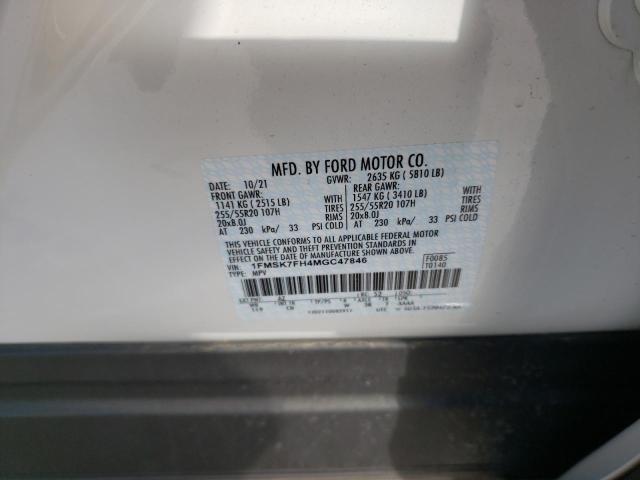 MFD. BY FORD MOTOR CO.
DATE: 10/21 GVWR: 2635 KG ( 5810 LB)
FRONT GAWR: REAR GAWR:
1141 KG ( 2515 LB) WITH 1547 KG ( 3410 LB) WITH
255/55R20 107H TIRES 255/55R20 107H TIRES
20x8.0J RIMS 20x8.0J RIMS
AT 230 kPa/ 33 PSI COLD AT 230 kPa/ 33 PSI COLD
THIS VEHICLE CONFORMS TO ALL APPLICABLE FEDERAL MOTOR
VEHICLE SAFETY AND THEFT PREVENTION STANDARDS IN
EFFECT ON THE DATE OF MANUFACTURE SHOWN ABOVE.
VIN: 1FMSK7FH4MGC47846 F0085
TYPE: MPV T0140